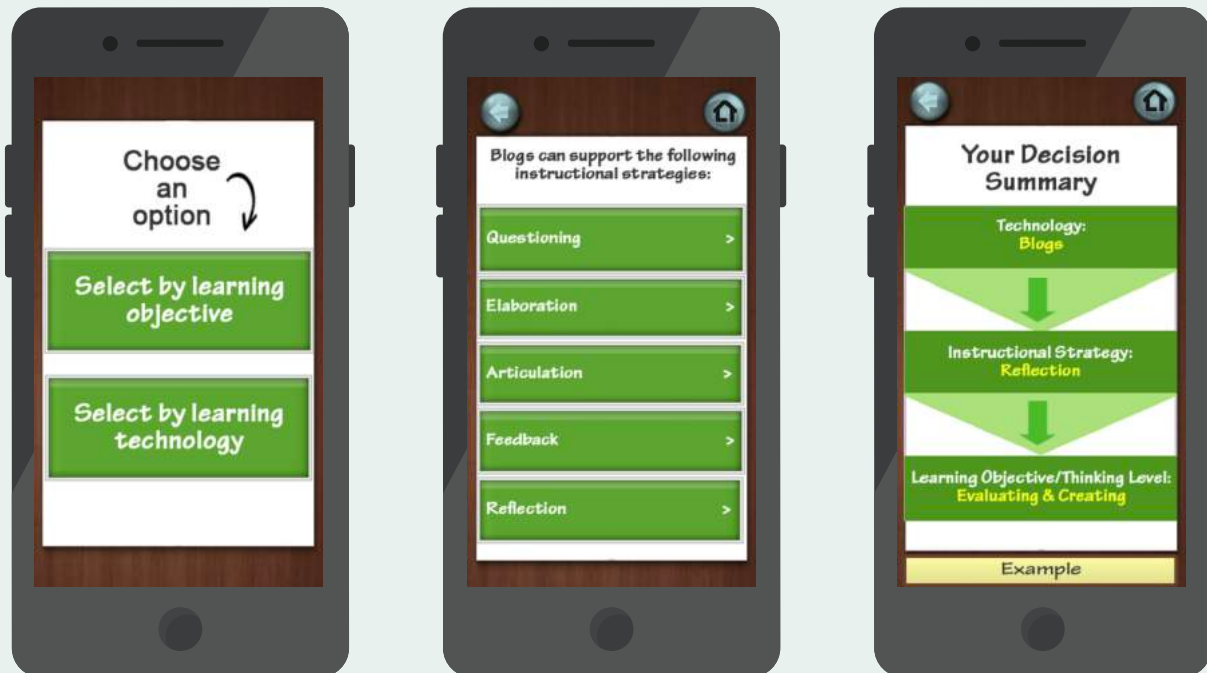 Choose
an
option
Select by learning
objective
Select by learning
technology
Blogs can support the following
instructional strategies:
Questioning >
Elaboration >
Articulation >
Feedback >
Reflection >
Your Decision
Summary
Technology:
Blogs
Instructional Strategy:
Reflection
Learning Objective/Thinking Level:
Evaluating & Creating
Example